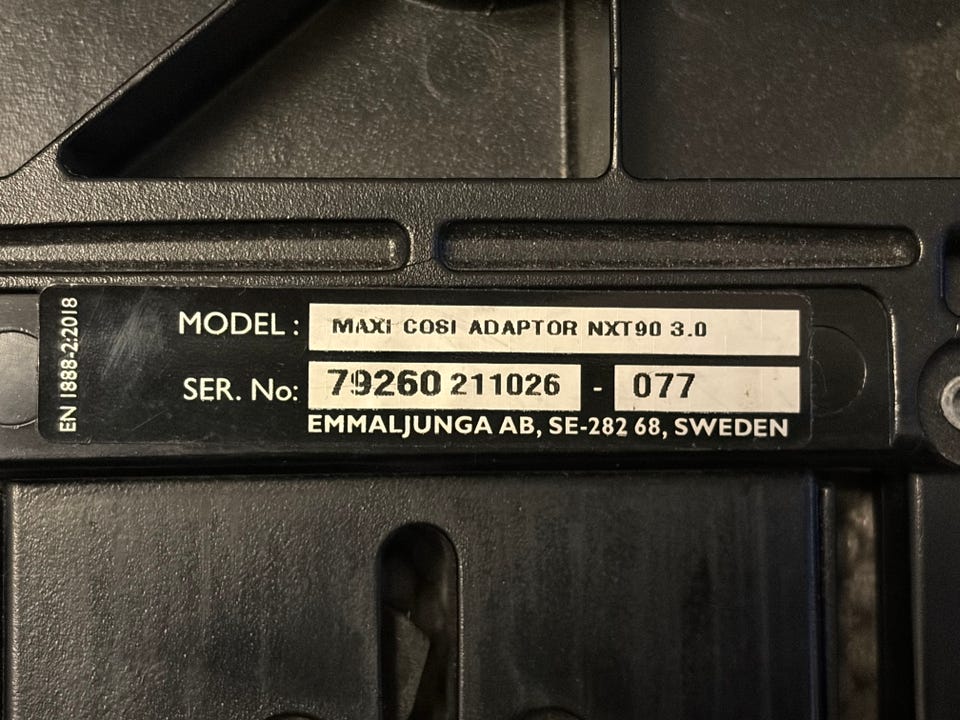 EN 1888-2:2018
MODEL : MAXI COSI ADAPTOR NXT90 3.0
SER. No: 79260 211026 - 077
EMMALJUNGA AB, SE-282 68, SWEDEN